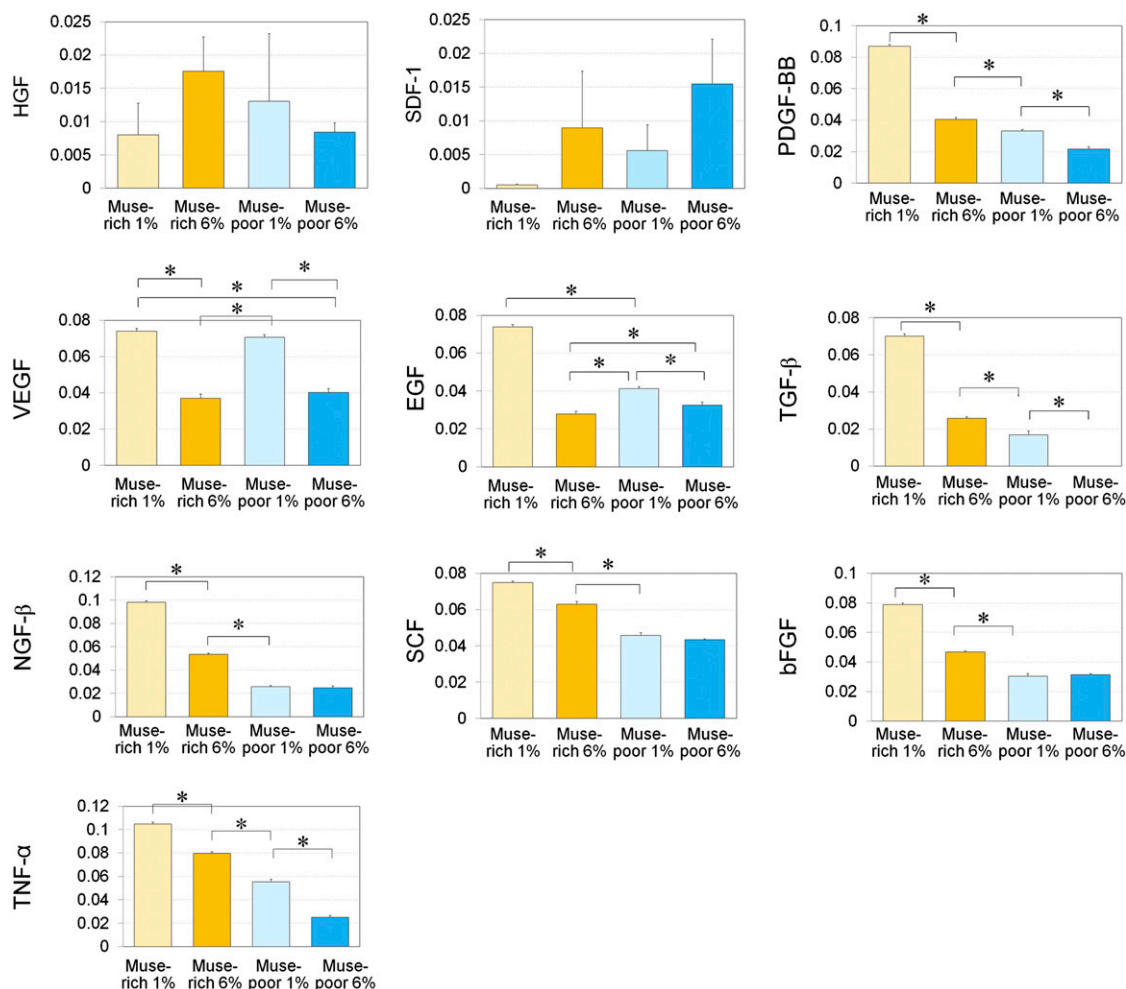 HGF
0.025
0.02
0.015
0.01
0.005
0
Muse- Muse- Muse- Muse-
rich 1% rich 6% poor 1% poor 6%
SDF-1
0.025
0.02
0.015
0.01
0.005
0
Muse- Muse- Muse- Muse-
rich 1% rich 6% poor 1% poor 6%
PDGF-BB
0.1
0.08
0.06
0.04
0.02
0
* * *
Muse- Muse- Muse- Muse-
rich 1% rich 6% poor 1% poor 6%
VEGF
0.08
0.06
0.04
0.02
0
* *
*
*
Muse- Muse- Muse- Muse-
rich 1% rich 6% poor 1% poor 6%
EGF
0.08
0.06
0.04
0.02
0
*
*
* *
Muse- Muse- Muse- Muse-
rich 1% rich 6% poor 1% poor 6%
TGF-β
0.08
0.06
0.04
0.02
0
*
*
*
Muse- Muse- Muse- Muse-
rich 1% rich 6% poor 1% poor 6%
NGF-β
0.12
0.1
0.08
0.06
0.04
0.02
0
*
*
Muse- Muse- Muse- Muse-
rich 1% rich 6% poor 1% poor 6%
SCF
0.08
0.06
0.04
0.02
0
*
*
Muse- Muse- Muse- Muse-
rich 1% rich 6% poor 1% poor 6%
bFGF
0.1
0.08
0.06
0.04
0.02
0
*
*
Muse- Muse- Muse- Muse-
rich 1% rich 6% poor 1% poor 6%
TNF-α
0.12
0.1
0.08
0.06
0.04
0.02
0
*
*
*
Muse- Muse- Muse- Muse-
rich 1% rich 6% poor 1% poor 6%